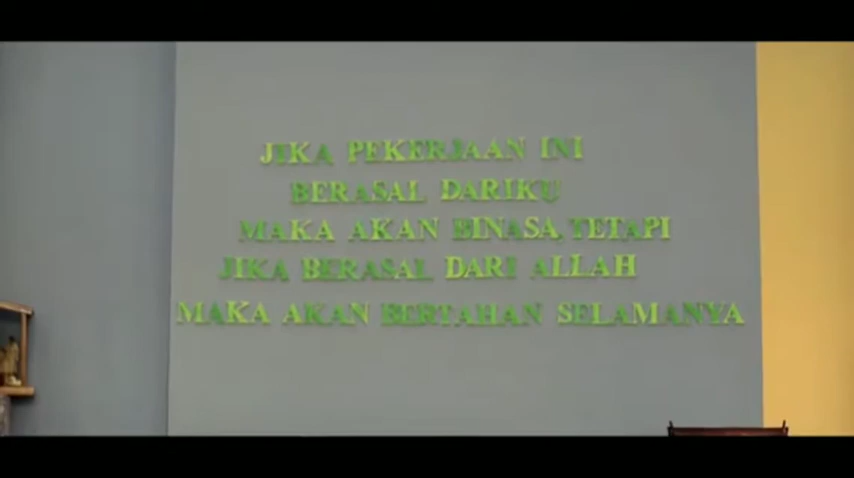 JIKA PEKERJAAN INI
BERASAL DARIKU
MAKA AKAN BINASA, TETAPI
JIKA BERASAL DARI ALLAH
MAKA AKAN BERTAHAN SELAMANYA